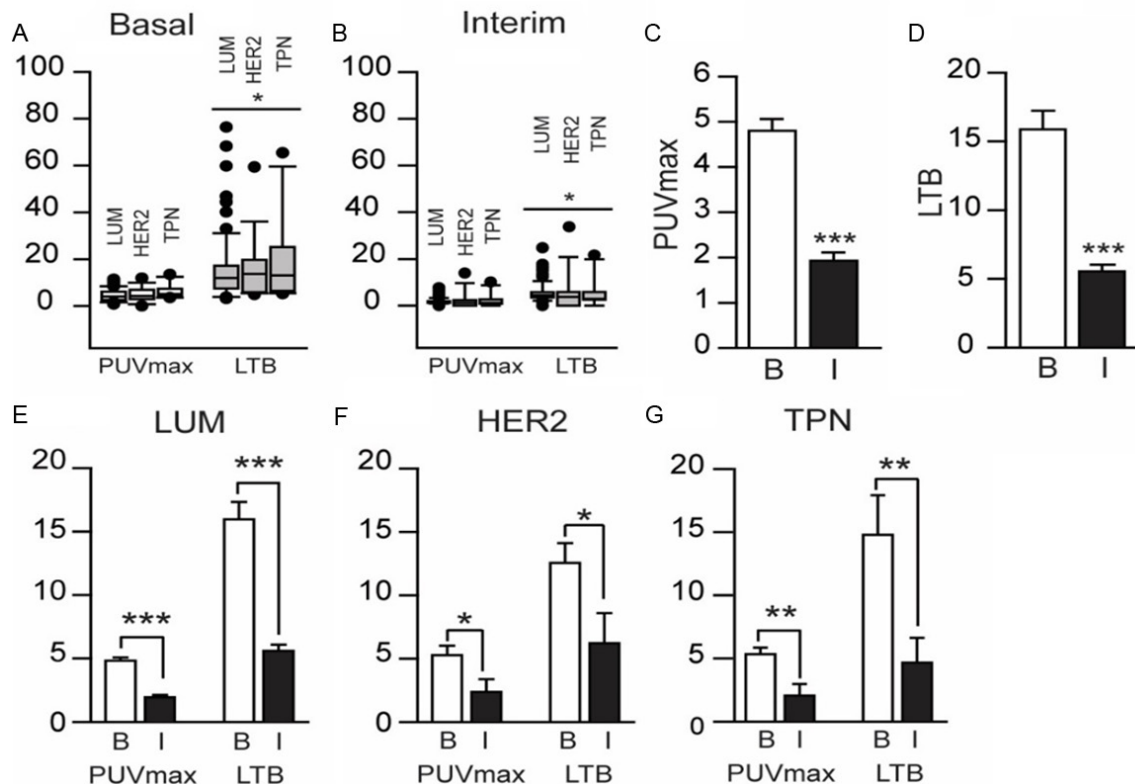 A Basal
LUM HER2 TPN
*
100
80
60
40
20
0
LUM HER2 TPN
PUVmax LTB
B Interim
LUM HER2 TPN
*
100
80
60
40
20
0
LUM HER2 TPN
PUVmax LTB
C
PUVmax
6
5
4
3
2
1
0
***
B I
D
LTB
20
15
10
5
0
***
B I
E LUM
20
15
10
5
0
***
***
B I B I
PUVmax LTB
F HER2
20
15
10
5
0
*
*
B I B I
PUVmax LTB
G TPN
20
15
10
5
0
**
**
B I B I
PUVmax LTB